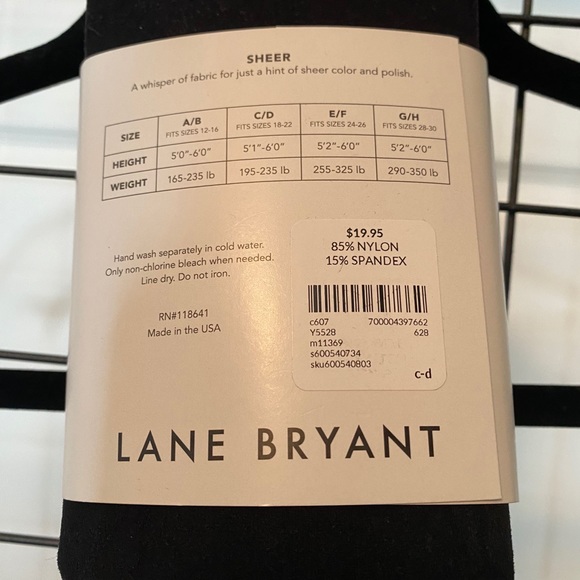 SHEER
A whisper of fabric for just a hint of sheer color and polish.
SIZE A/B FITS SIZES 12-16 C/D FITS SIZES 18-22 E/F FITS SIZES 24-26 G/H FITS SIZES 28-30
HEIGHT 5'0"-6'0" 5'1"-6'0" 5'2"-6'0" 5'2"-6'0"
WEIGHT 165-235 lb 195-235 lb 255-325 lb 290-350 lb
Hand wash separately in cold water.
Only non-chlorine bleach when needed.
Line dry. Do not iron.
RN#118641
Made in the USA
$19.95
85% NYLON
15% SPANDEX
c607 700004397662
Y5528 628
m11369
s600540734
sku600540803
c-d
LANE BRYANT